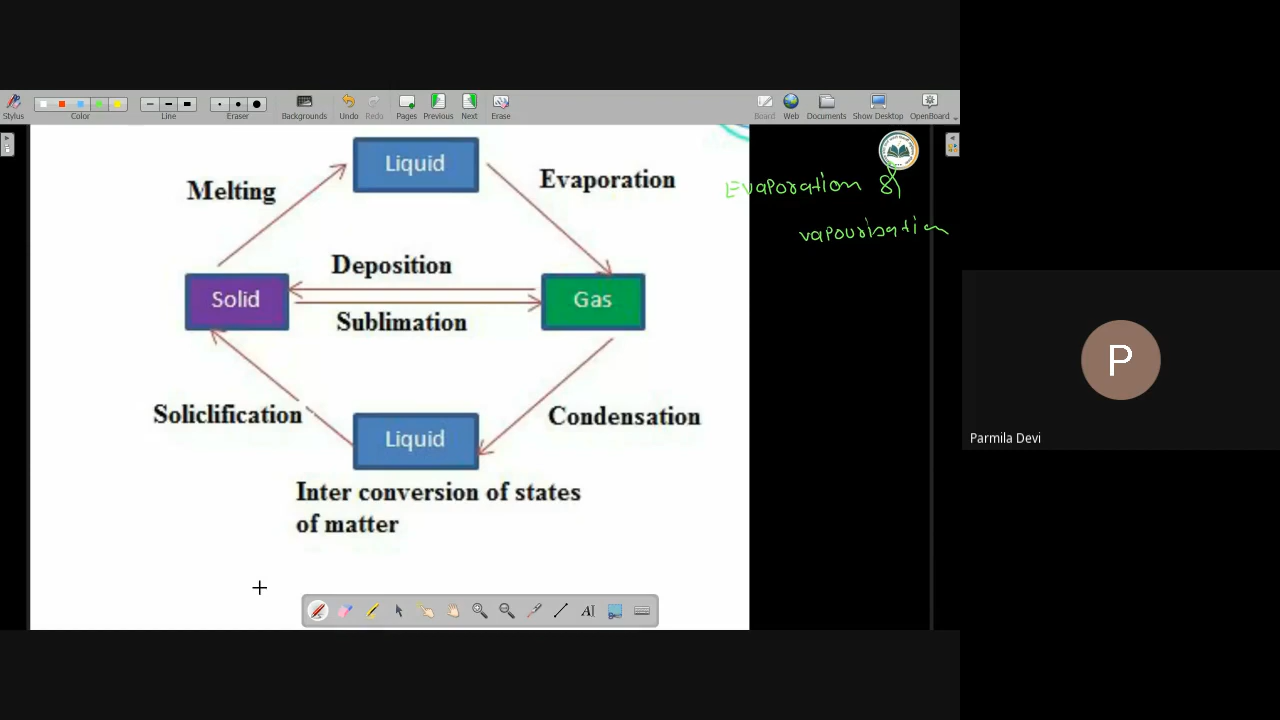 Stylus
Color
Line
Eraser
Backgrounds
Undo
Redo
Pages
Previous
Next
Erase
Board
Web
Documents
Show Desktop
OpenBoard
Liquid
Melting
Evaporation
Evaporation &
vapourisation
Deposition
Solid
Gas
Sublimation
Soliclification
Condensation
Liquid
Inter conversion of states
of matter
AI
P
Parmila Devi